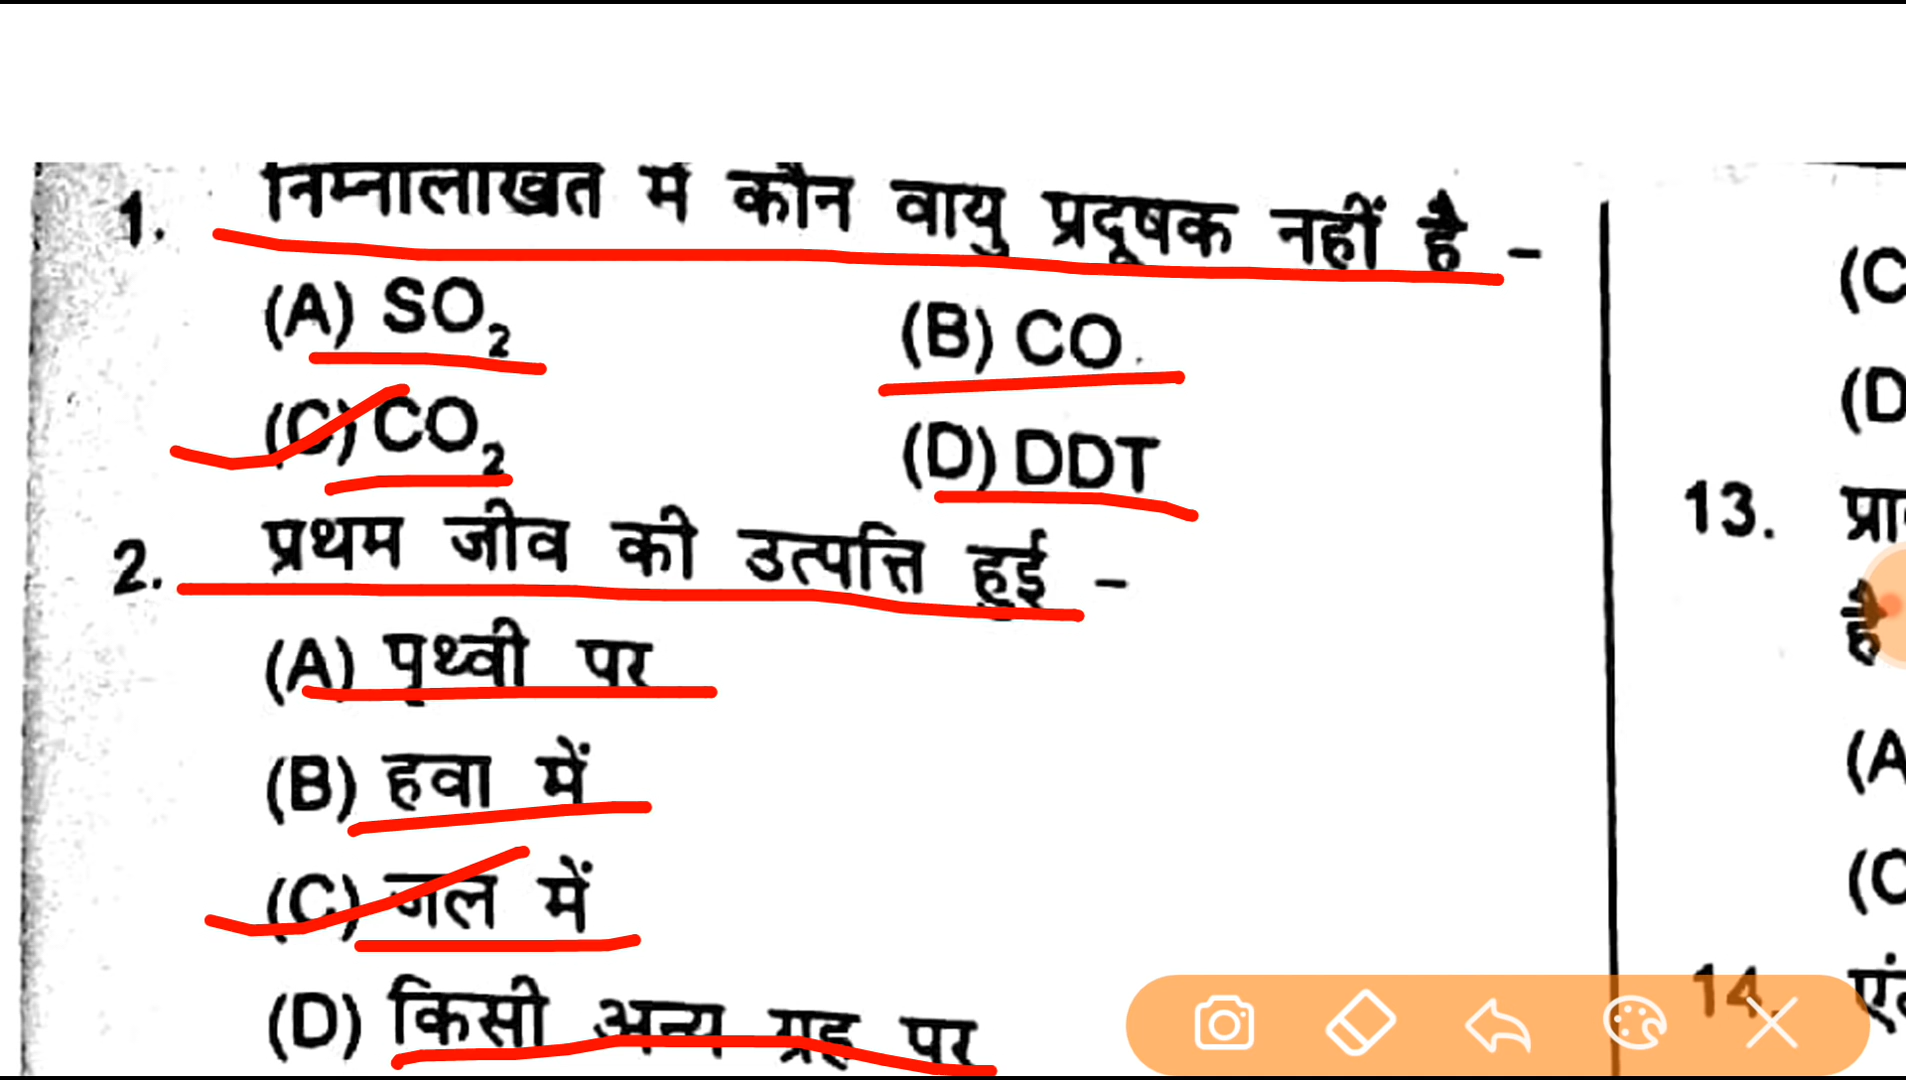 1. निम्नलिखित में कौन वायु प्रदूषक नहीं है –
(A) SO₂ (B) CO
(C) CO₂ (D) DDT
2. प्रथम जीव की उत्पत्ति हुई –
(A) पृथ्वी पर
(B) हवा में
(C) जल में
(D) किसी अन्य ग्रह पर
(C
(D
13.
है
(A
(C
14.